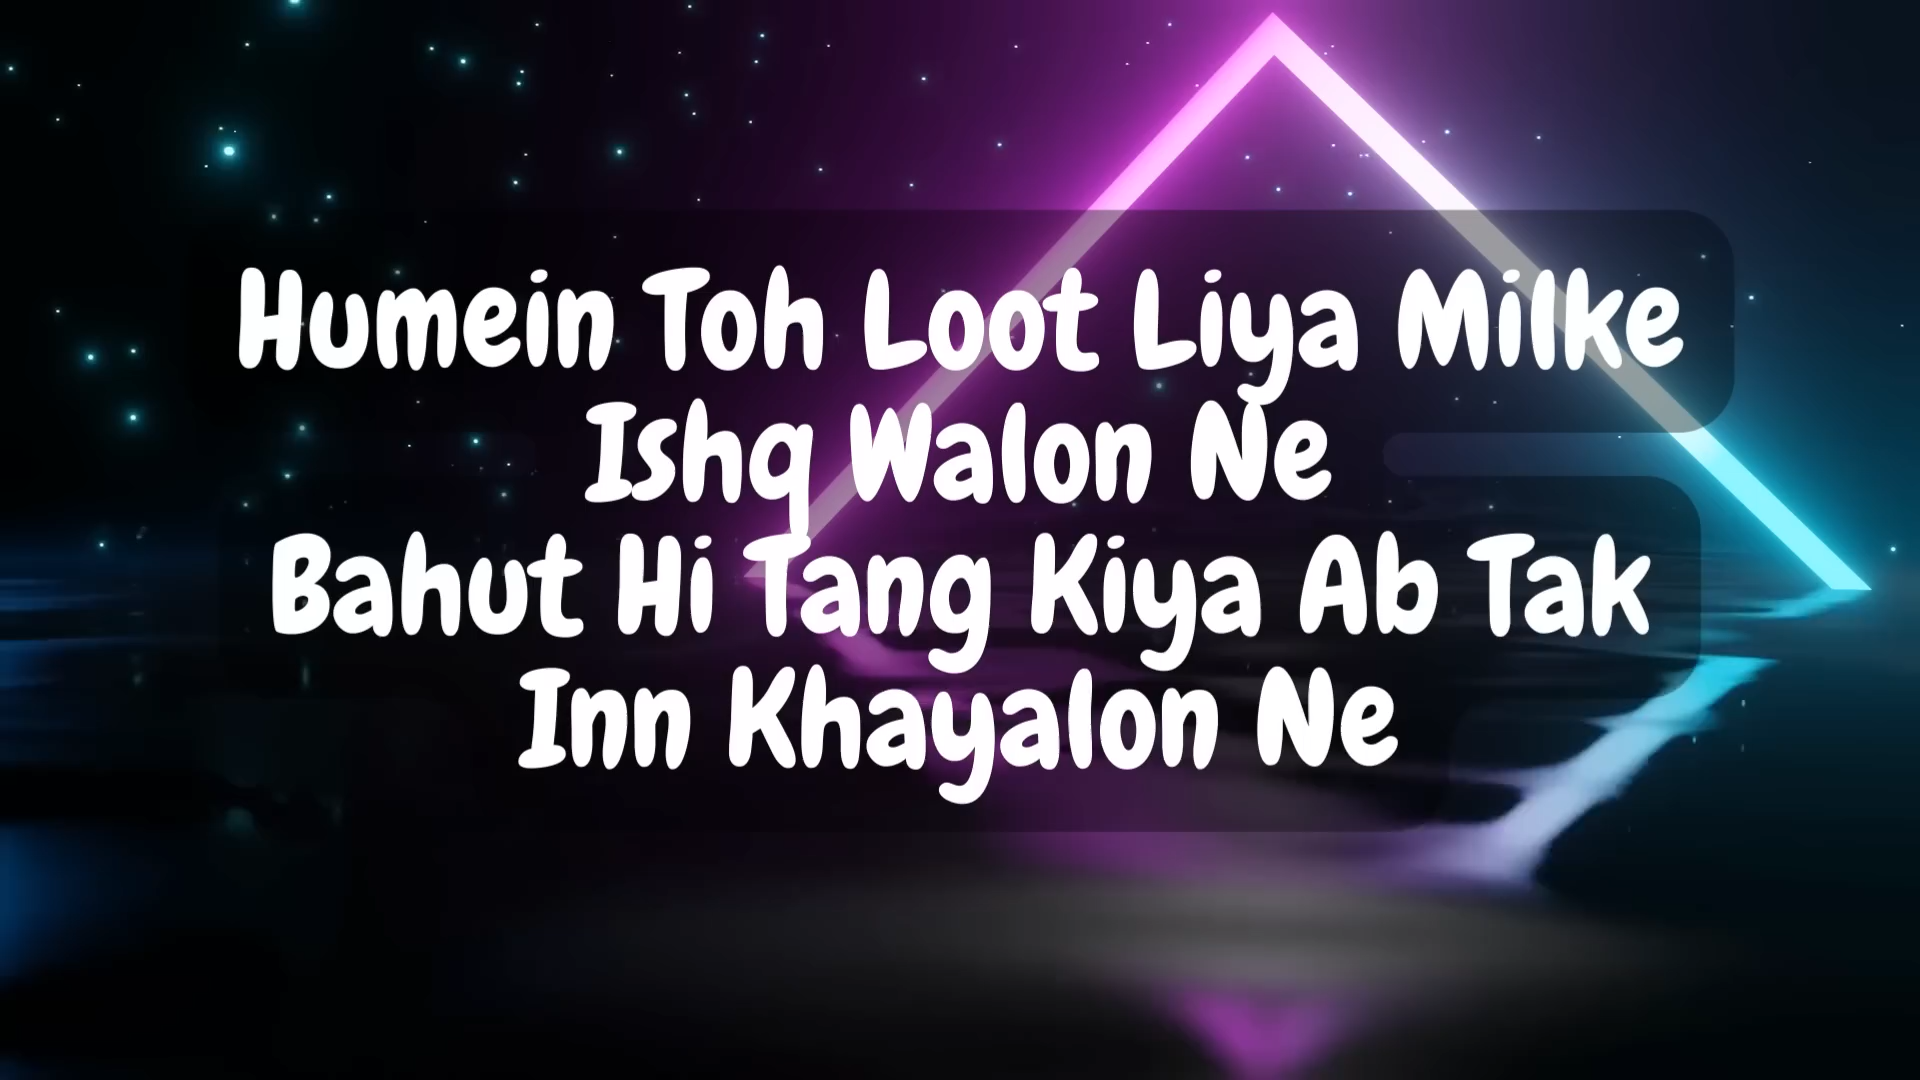 Humein Toh Loot Liya Milke
Ishq Walon Ne
Bahut Hi Tang Kiya Ab Tak
Inn Khayalon Ne